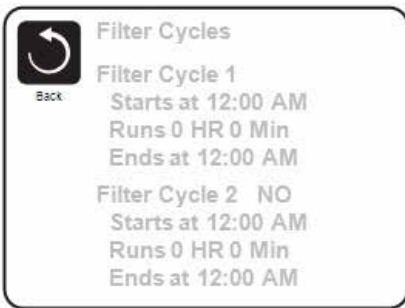 Filter Cycles
Back
Filter Cycle 1
Starts at 12:00 AM
Runs 0 HR 0 Min
Ends at 12:00 AM
Filter Cycle 2 NO
Starts at 12:00 AM
Runs 0 HR 0 Min
Ends at 12:00 AM